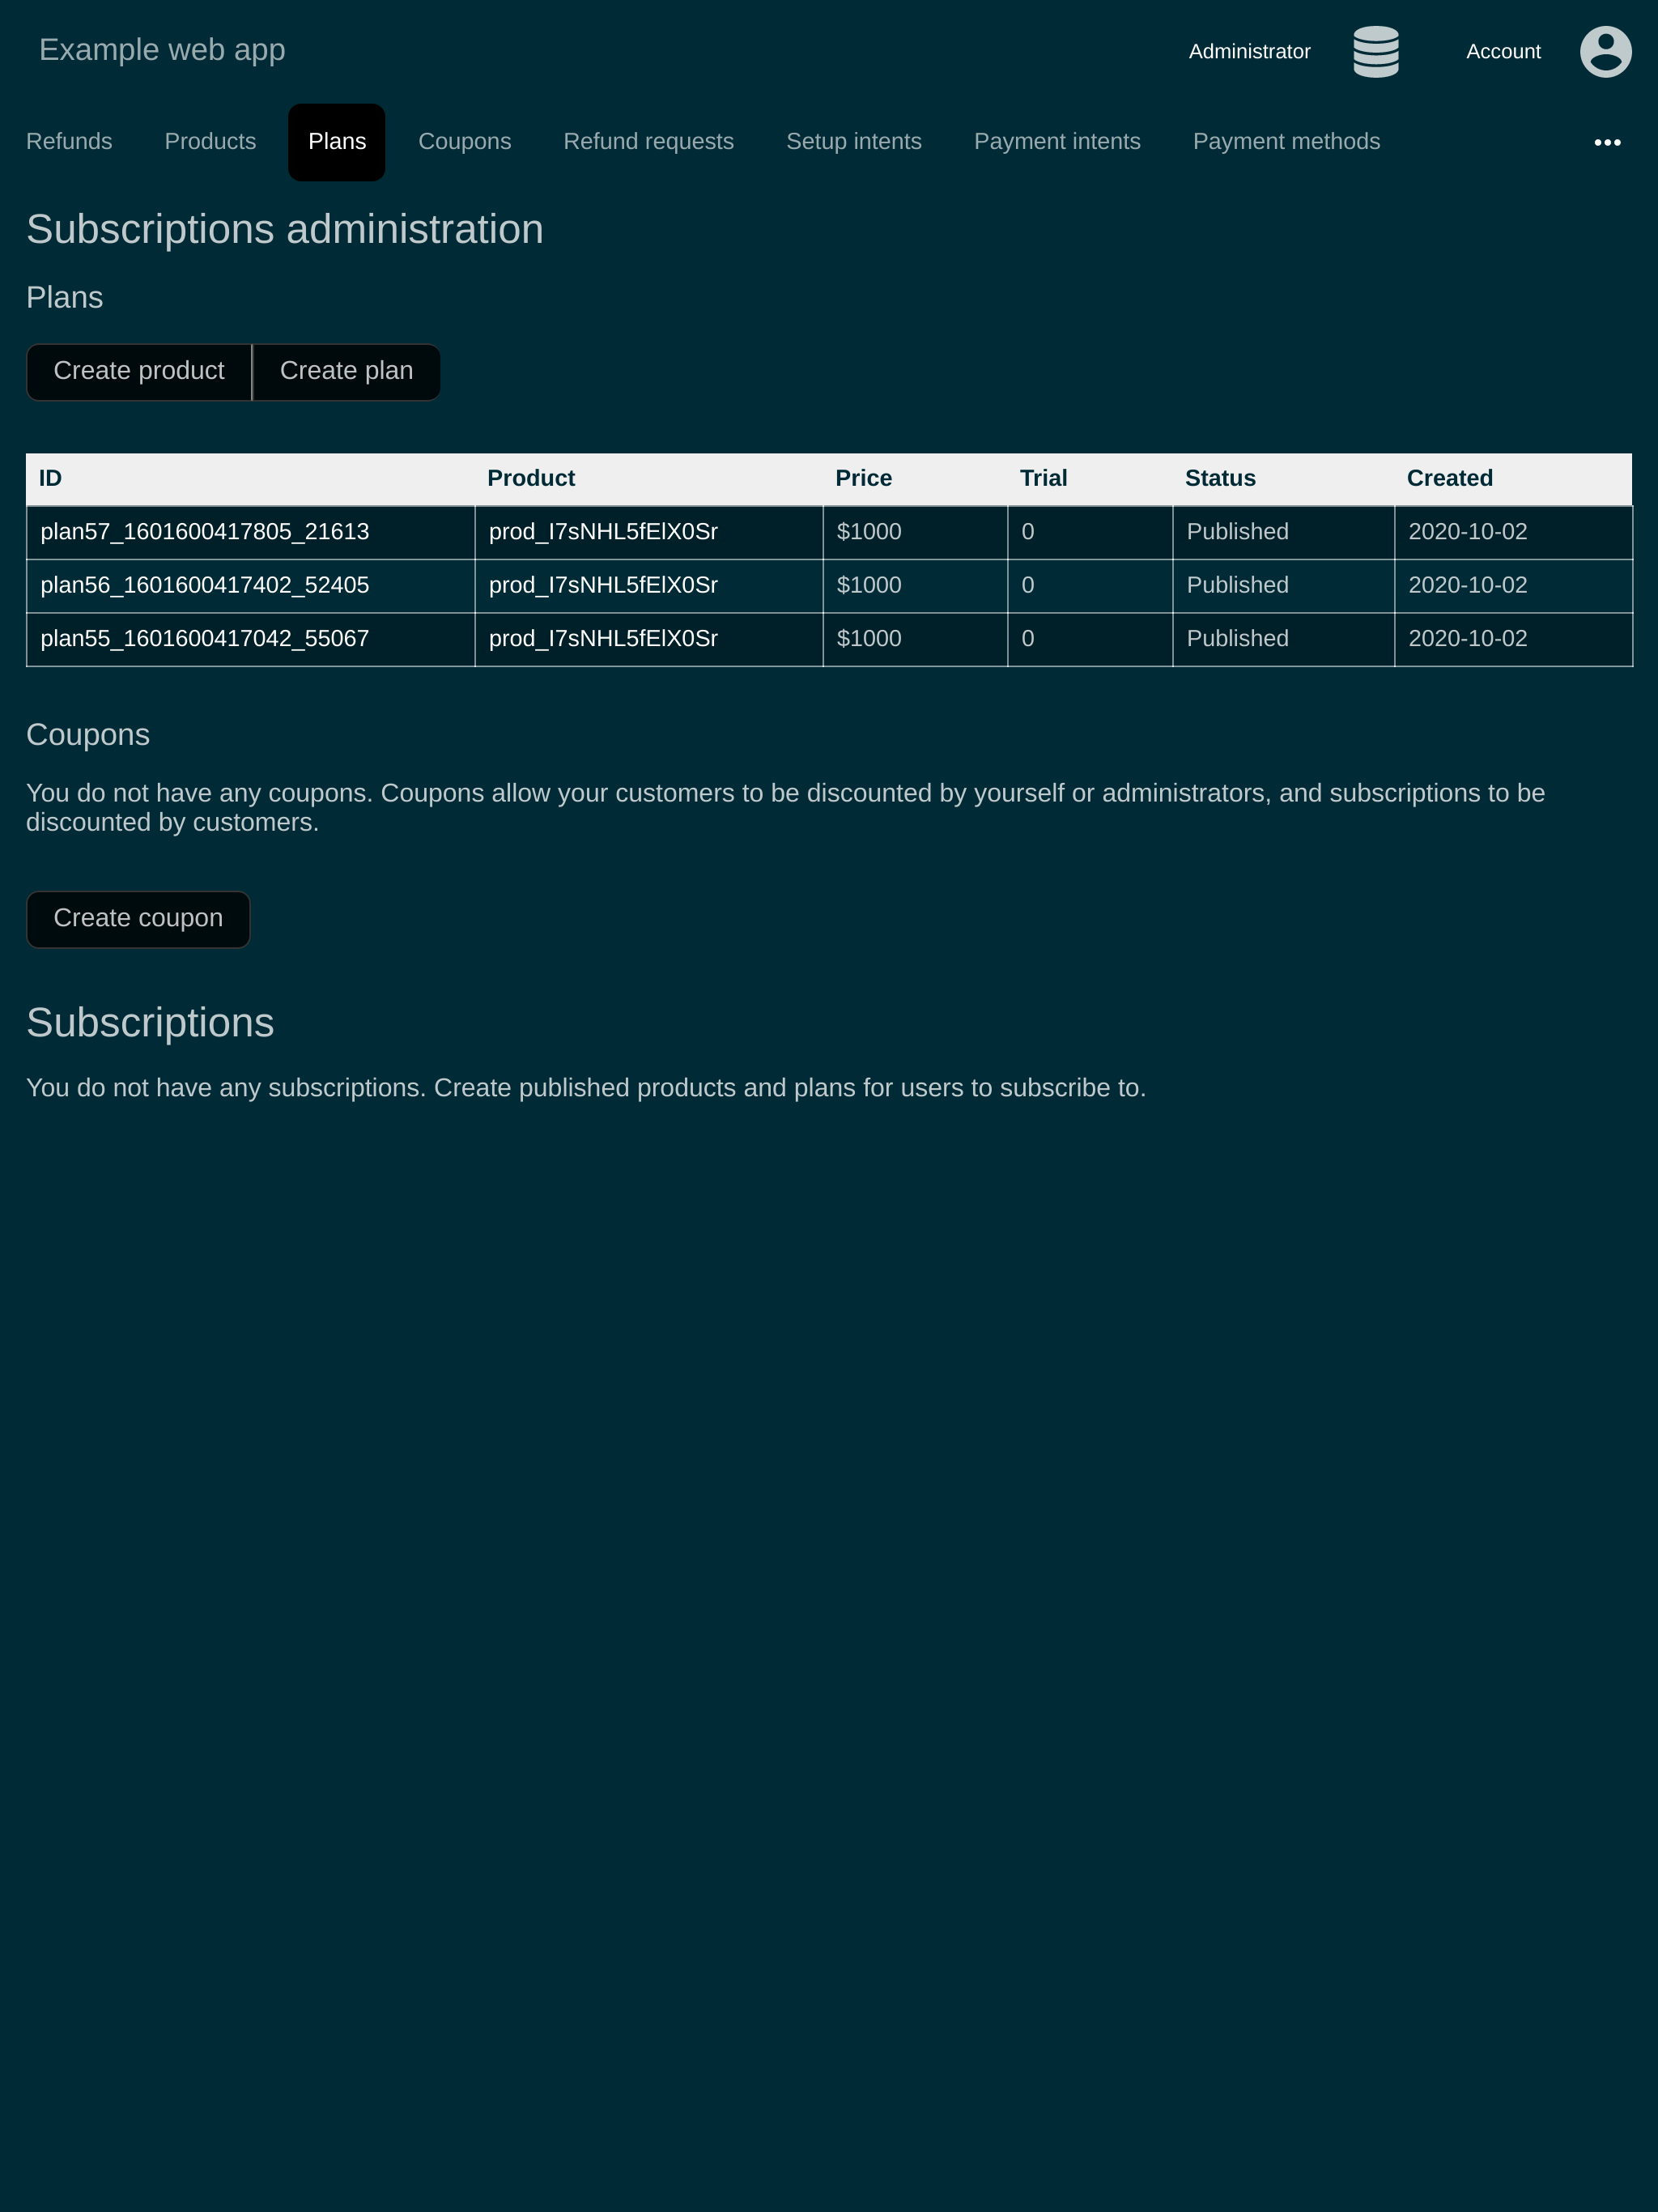 Example web app
Administrator
Account
Refunds Products Plans Coupons Refund requests Setup intents Payment intents Payment methods
Subscriptions administration
Plans
Create product Create plan
ID Product Price Trial Status Created
plan57_1601600417805_21613 prod_I7sNHL5fElX0Sr $1000 0 Published 2020-10-02
plan56_1601600417402_52405 prod_I7sNHL5fElX0Sr $1000 0 Published 2020-10-02
plan55_1601600417042_55067 prod_I7sNHL5fElX0Sr $1000 0 Published 2020-10-02
Coupons
You do not have any coupons. Coupons allow your customers to be discounted by yourself or administrators, and subscriptions to be
discounted by customers.
Create coupon
Subscriptions
You do not have any subscriptions. Create published products and plans for users to subscribe to.